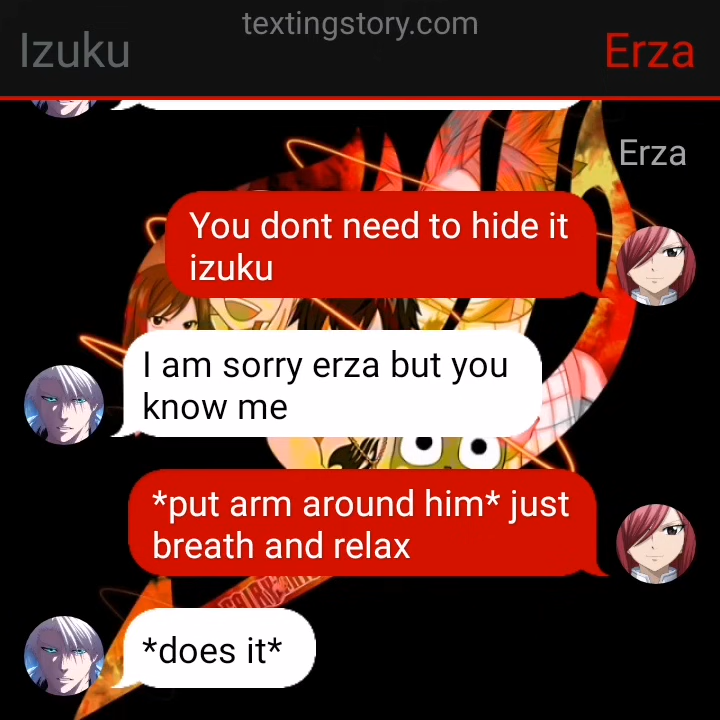 textingstory.com
Izuku
Erza
Erza
You dont need to hide it
izuku
I am sorry erza but you
know me
*put arm around him* just
breath and relax
FAIRY
*does it*